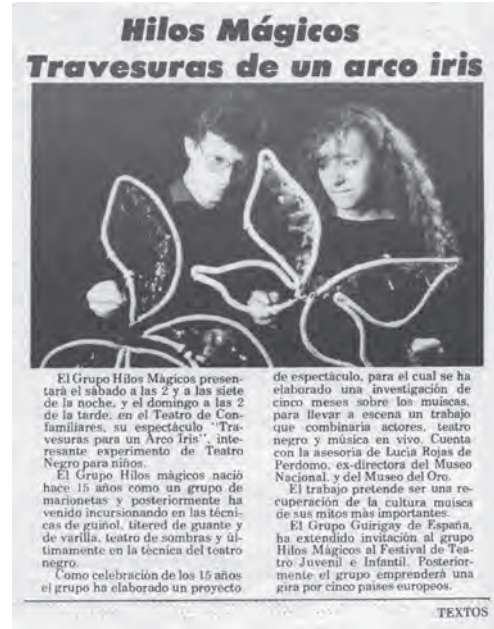 Hilos Mágicos
Travesuras de un arco iris
El Grupo Hilos Mágicos presen-
tará el sábado a las 2 y a las siete
de la noche, y el domingo a las 2
de la tarde, en el Teatro de Con-
familiares, su espectáculo "Tra-
vesuras para un Arco Iris", inte-
resante experimento de Teatro
Negro para niños.
El Grupo Hilos mágicos nació
hace 15 años como un grupo de
marionetas y posteriormente ha
venido incursionando en las técni-
cas de guiñol, títered de guante y
de varilla, teatro de sombras y úl-
timamente en la técnica del teatro
negro.
Como celebración de los 15 años
el grupo ha elaborado un proyecto
de espectáculo, para el cual se ha
elaborado una investigación de
cinco meses sobre los muiscas,
para llevar a escena un trabajo
que combinaría actores, teatro
negro y música en vivo. Cuenta
con la asesoría de Lucía Rojas de
Perdomo, ex-directora del Museo
Nacional, y del Museo del Oro.
El trabajo pretende ser una re-
cuperación de la cultura muisca
de sus mitos más importantes.
El Grupo Guirigay de España,
ha extendido invitación al grupo
Hilos Mágicos al Festival de Tea-
tro Juvenil e Infantil. Posterior-
mente el grupo emprenderá una
gira por cinco países europeos.
TEXTOS